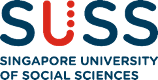 SUSS
SINGAPORE UNIVERSITY
OF SOCIAL SCIENCES